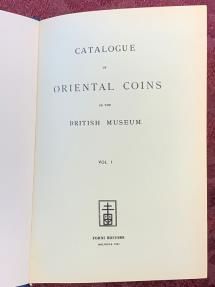 CATALOGUE
OF
ORIENTAL COINS
IN THE
BRITISH MUSEUM.
VOL. I
FORNI EDITORE
BOLOGNA